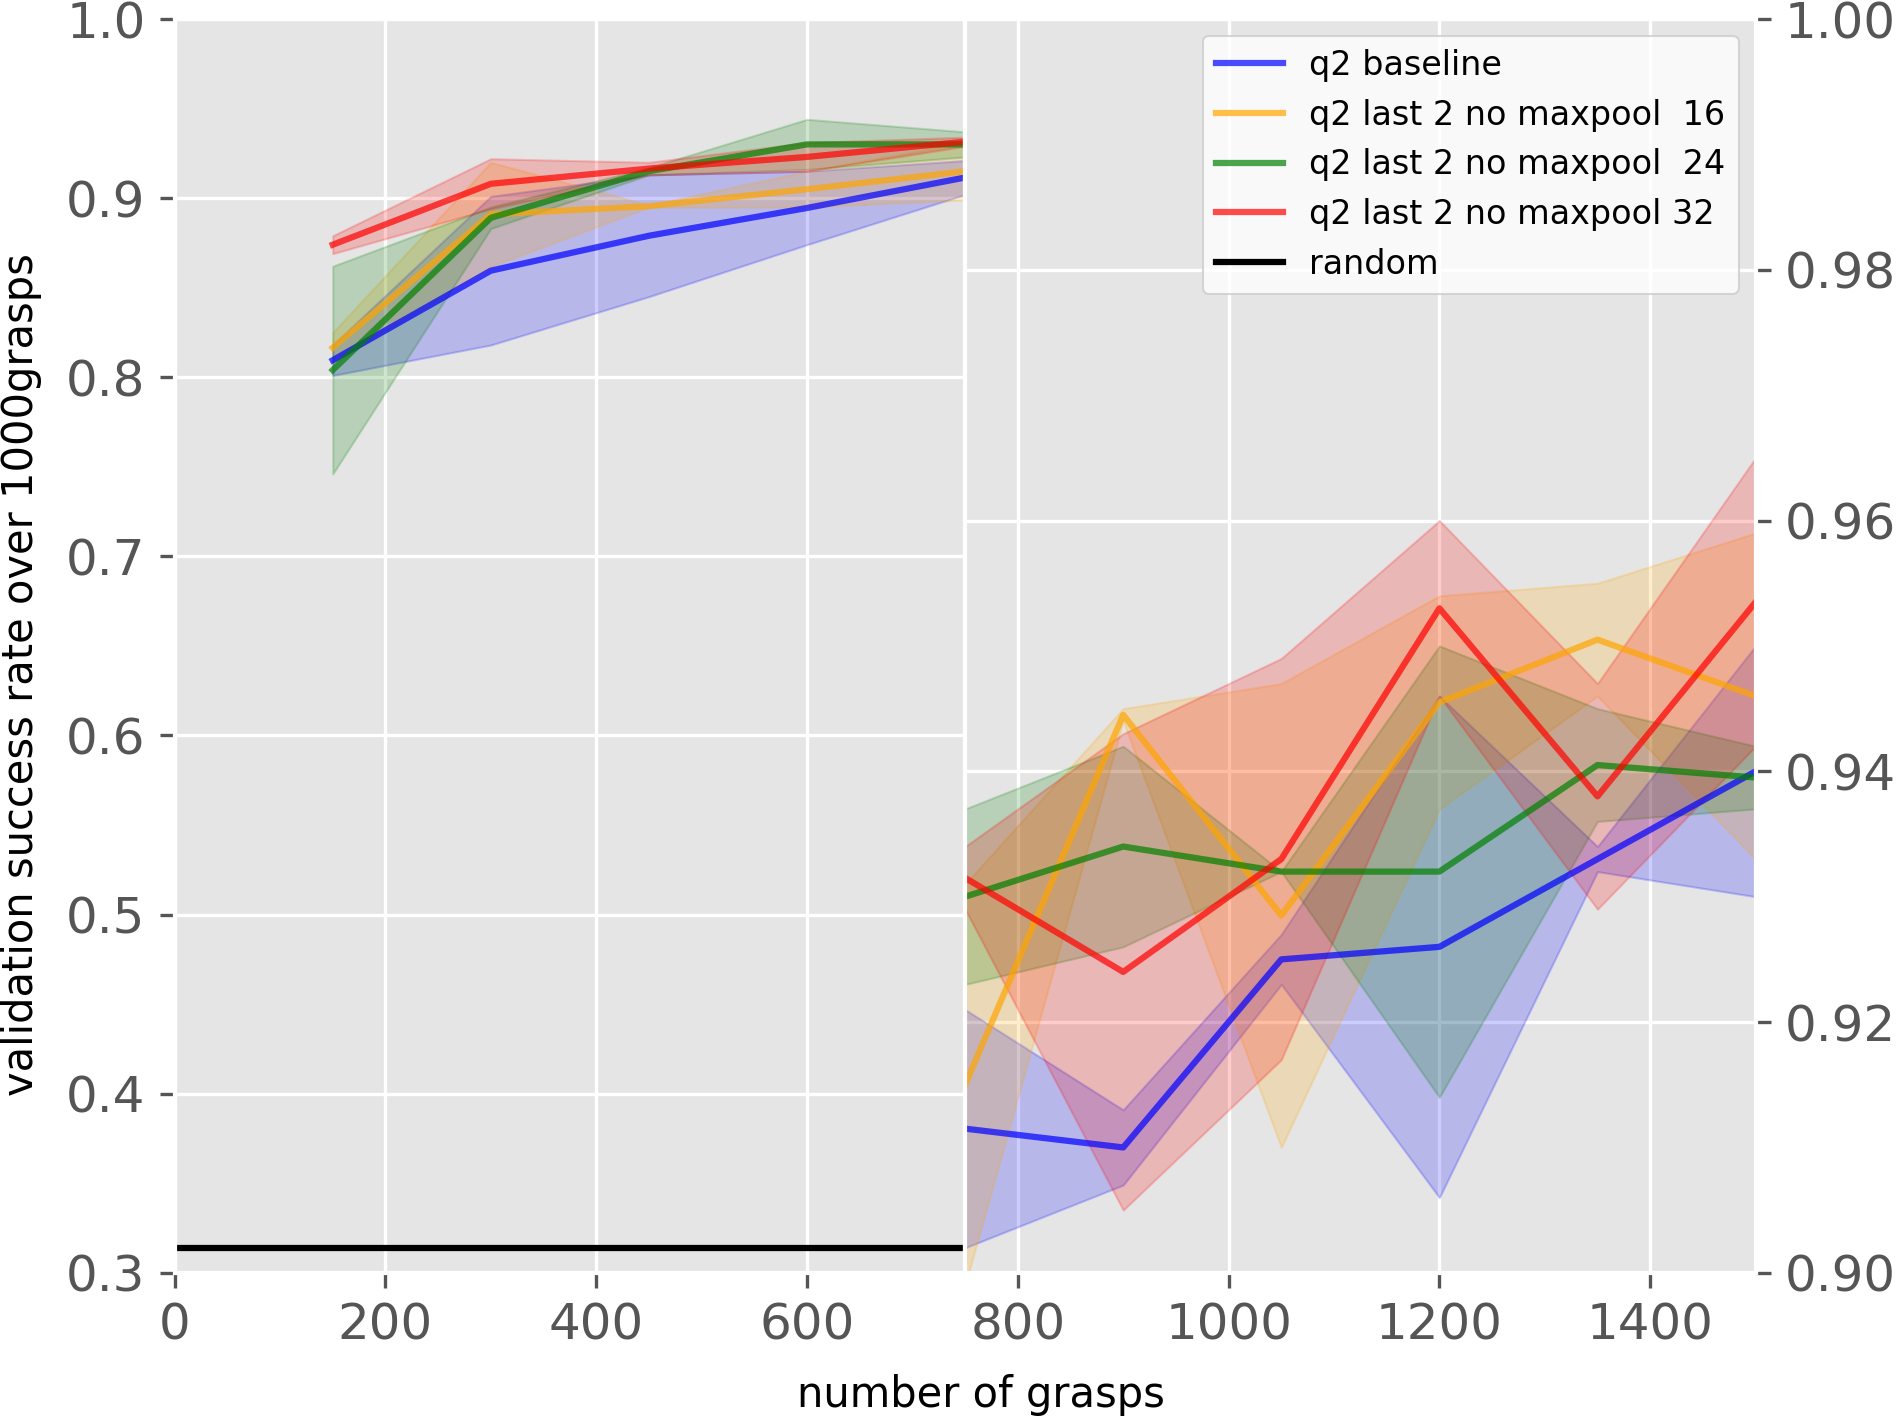 1.0
0.9
0.8
0.7
0.6
0.5
0.4
0.3
validation success rate over 1000grasps
q2 baseline
q2 last 2 no maxpool  16
q2 last 2 no maxpool  24
q2 last 2 no maxpool 32
random
1.00
0.98
0.96
0.94
0.92
0.90
0 200 400 600 800 1000 1200 1400
number of grasps